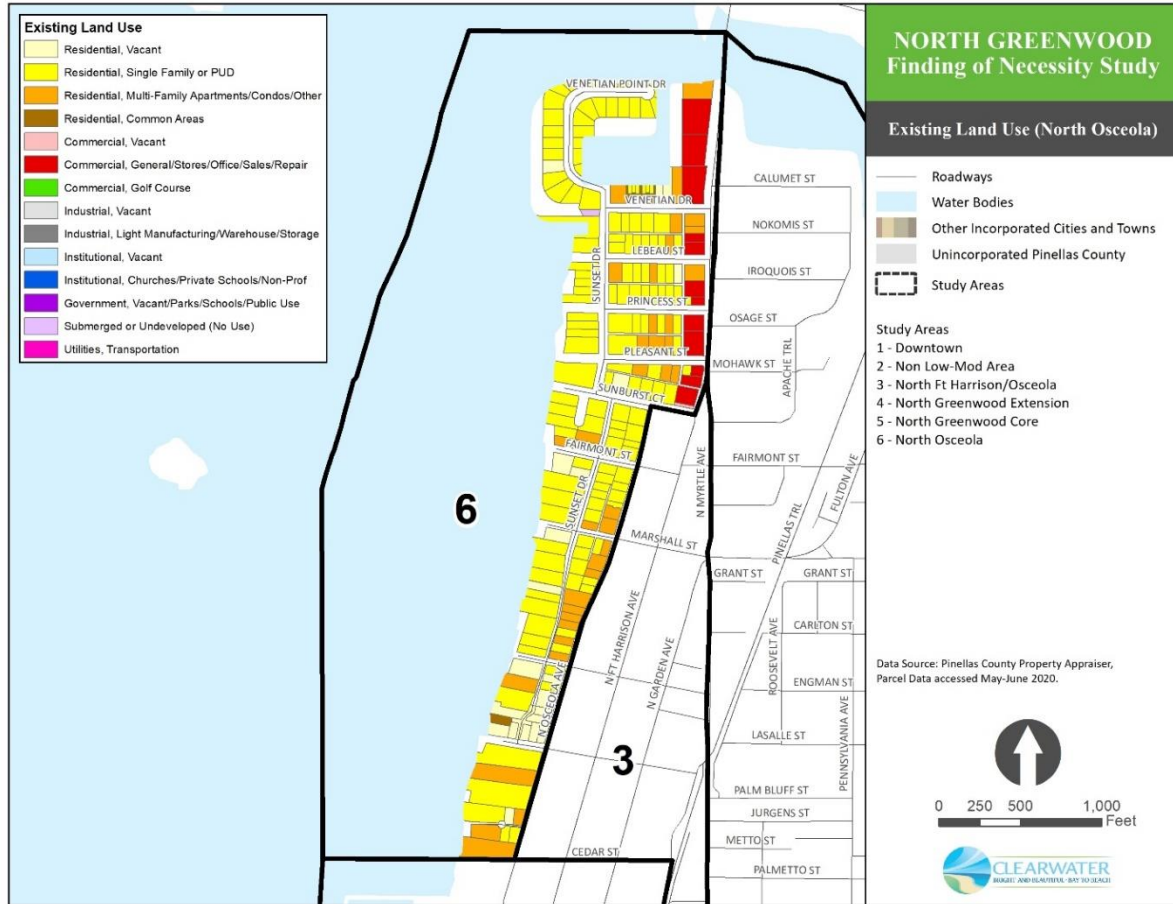 Existing Land Use
Residential, Vacant
Residential, Single Family or PUD
Residential, Multi-Family Apartments/Condos/Other
Residential, Common Areas
Commercial, Vacant
Commercial, General/Stores/Office/Sales/Repair
Commercial, Golf Course
Industrial, Vacant
Industrial, Light Manufacturing/Warehouse/Storage
Institutional, Vacant
Institutional, Churches/Private Schools/Non-Prof
Government, Vacant/Parks/Schools/Public Use
Submerged or Undeveloped (No Use)
Utilities, Transportation
VENETIAN POINT DR
CALUMET ST
VENETIAN DR
NOKOMIS ST
LEBEAU ST
SUNSET DR
IROQUOIS ST
PRINCESS ST
OSAGE ST
PLEASANT ST
MOHAWK ST
APACHE TRL
SUNBURST CT
FAIRMONT ST
FAIRMONT ST
N MYRTLE AVE
FULTON AVE
SUNSET DR
PINELLAS TRL
6
MARSHALL ST
GRANT ST
GRANT ST
CARLTON ST
N FT HARRISON AVE
N GARDEN AVE
ROOSEVELT AVE
ENGMAN ST
N OSCEOLA AVE
PENNSYLVANIA AVE
LASALLE ST
3
PALM BLUFF ST
JURGENS ST
METTO ST
CEDAR ST
PALMETTO ST
NORTH GREENWOOD
Finding of Necessity Study
Existing Land Use (North Osceola)
Roadways
Water Bodies
Other Incorporated Cities and Towns
Unincorporated Pinellas County
Study Areas
Study Areas
1 - Downtown
2 - Non Low-Mod Area
3 - North Ft Harrison/Osceola
4 - North Greenwood Extension
5 - North Greenwood Core
6 - North Osceola
Data Source: Pinellas County Property Appraiser,
Parcel Data accessed May-June 2020.
0 250 500 1,000
Feet
CLEARWATER
BRIGHT AND BEAUTIFUL · BAY TO BEACH